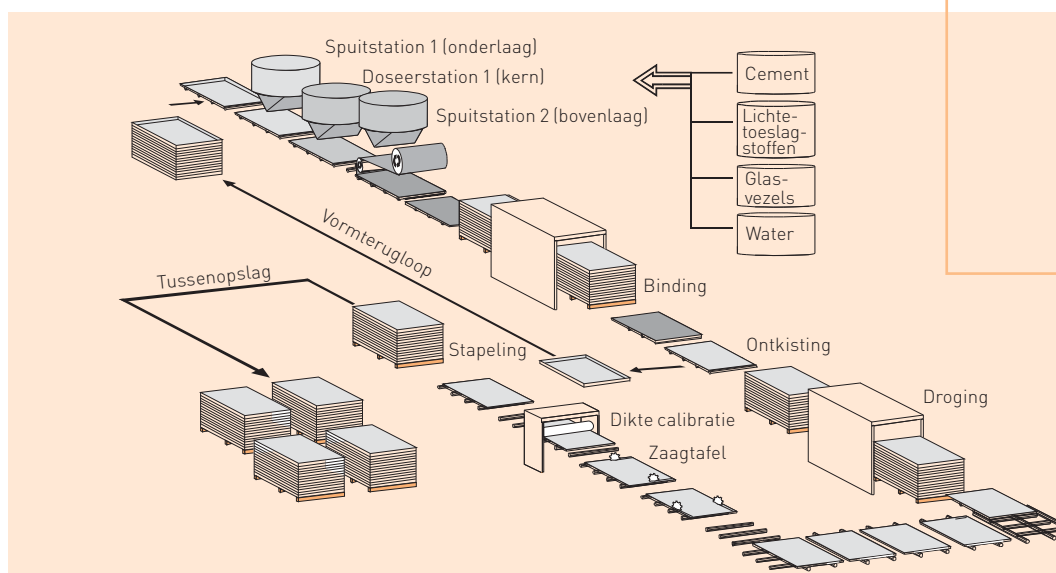 Spuitstation 1 (onderlaag)
Doseerstation 1 (kern)
Spuitstation 2 (bovenlaag)
Cement
Lichte-
toeslag-
stoffen
Glas-
vezels
Water
Vormterugloop
Tussenopslag
Binding
Stapeling
Ontkisting
Droging
Dikte calibratie
Zaagtafel